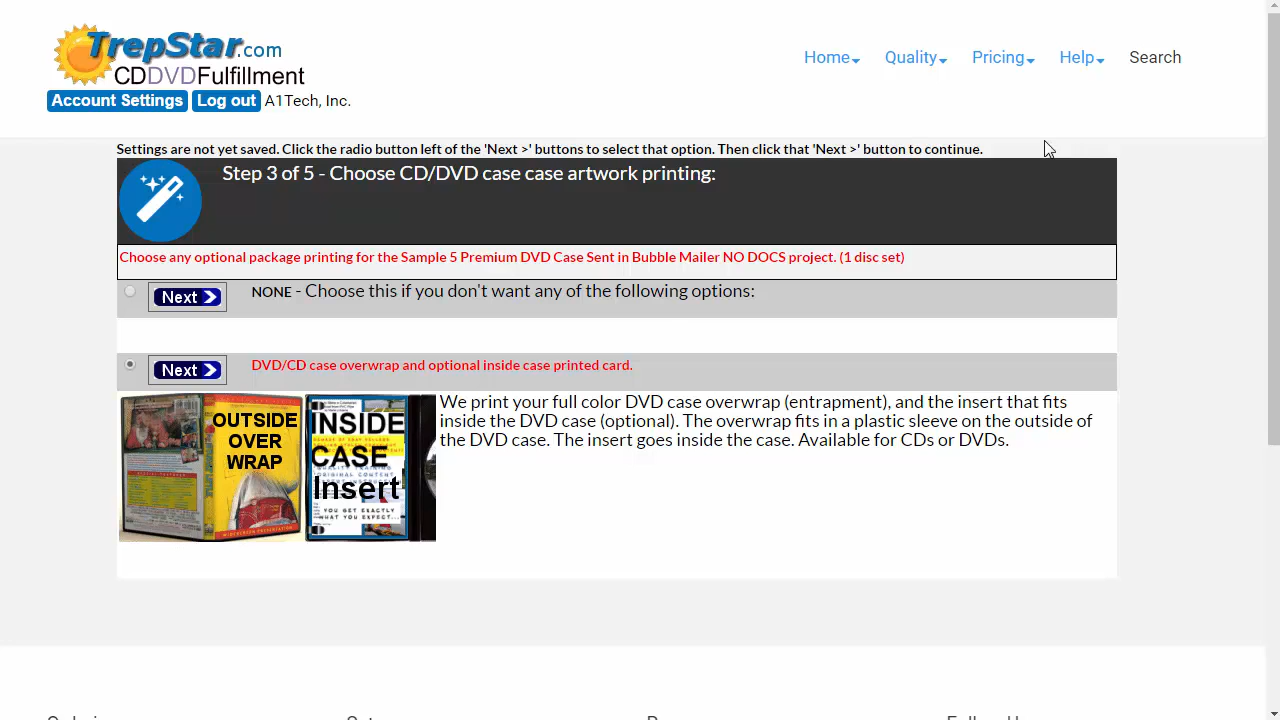 TrepStar.com
CDDVDFulfillment
Account Settings Log out A1Tech, Inc.
Home Quality Pricing Help Search
Settings are not yet saved. Click the radio button left of the 'Next >' buttons to select that option. Then click that 'Next >' button to continue.
Step 3 of 5 - Choose CD/DVD case case artwork printing:
Choose any optional package printing for the Sample 5 Premium DVD Case Sent in Bubble Mailer NO DOCS project. (1 disc set)
Next NONE - Choose this if you don't want any of the following options:
Next DVD/CD case overwrap and optional inside case printed card.
OUTSIDE
OVER
WRAP
INSIDE
CASE
Insert
YOU GET EXACTLY
WHAT YOU EXPECT...
We print your full color DVD case overwrap (entrapment), and the insert that fits
inside the DVD case (optional). The overwrap fits in a plastic sleeve on the outside of
the DVD case. The insert goes inside the case. Available for CDs or DVDs.